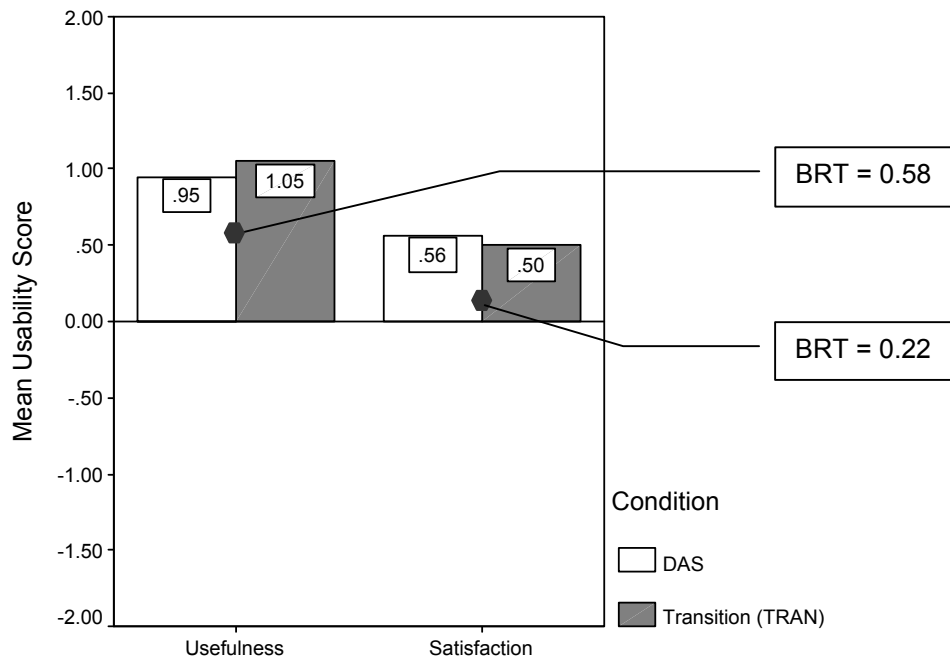 2.00
1.50
1.00
.50
0.00
-.50
-1.00
-1.50
-2.00
Mean Usability Score
.95
1.05
.56
.50
BRT = 0.58
BRT = 0.22
Usefulness
Satisfaction
Condition
DAS
Transition (TRAN)